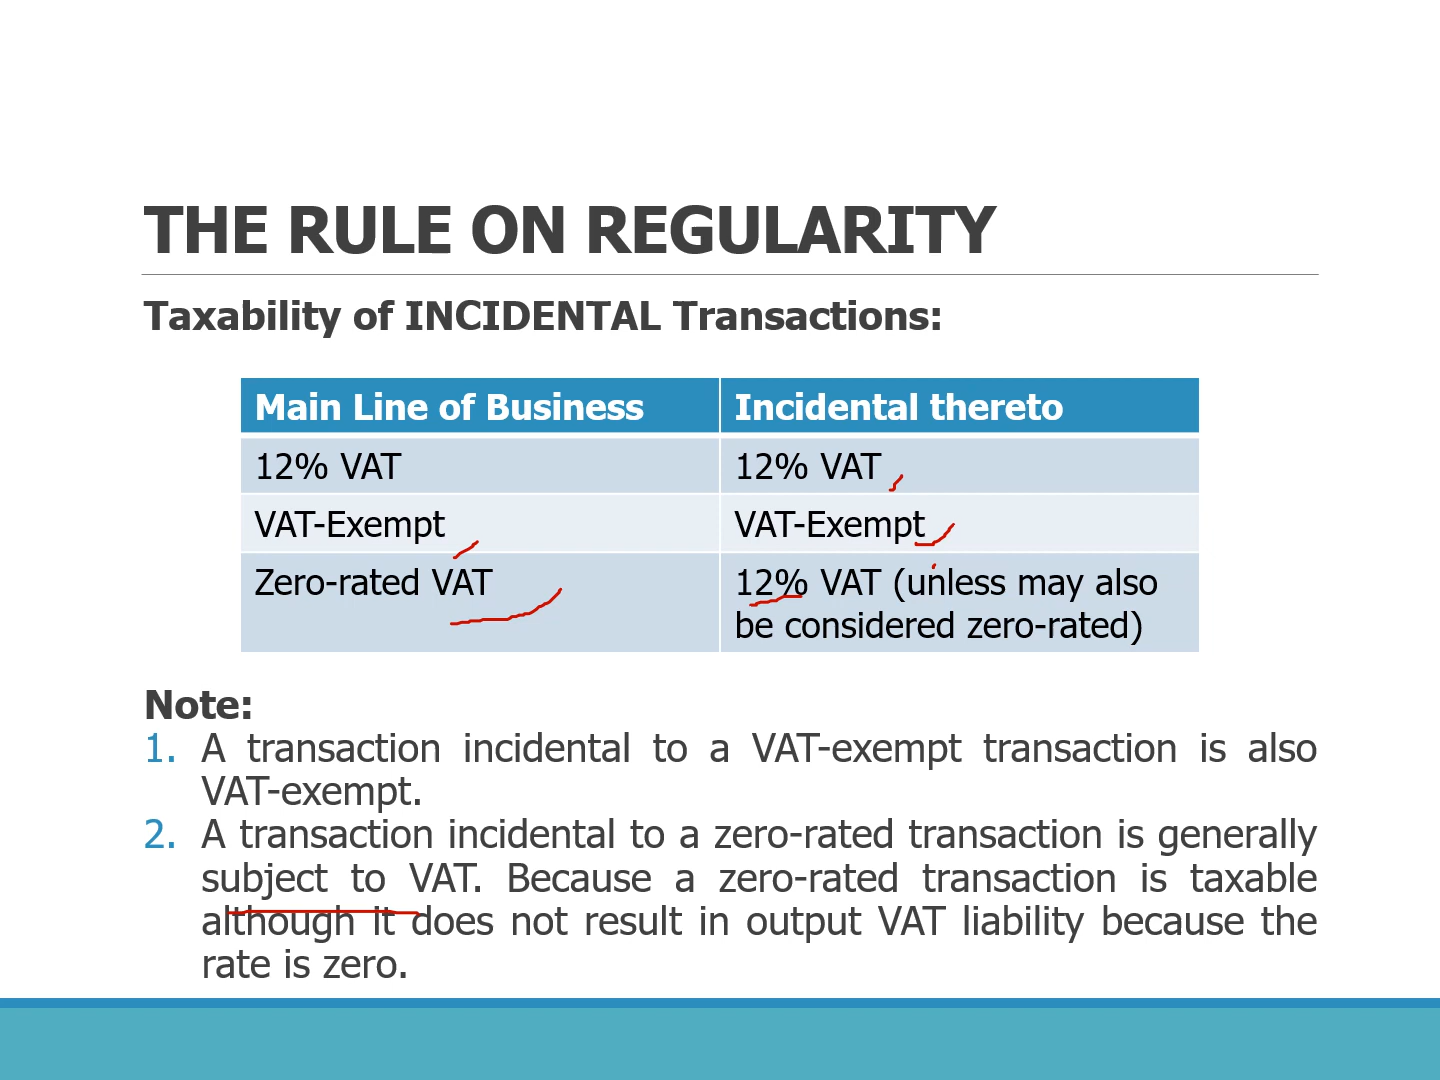 THE RULE ON REGULARITY
Taxability of INCIDENTAL Transactions:
Main Line of Business
Incidental thereto
12% VAT
12% VAT
VAT-Exempt
VAT-Exempt
Zero-rated VAT
12% VAT (unless may also
be considered zero-rated)
Note:
1. A transaction incidental to a VAT-exempt transaction is also
VAT-exempt.
2. A transaction incidental to a zero-rated transaction is generally
subject to VAT. Because a zero-rated transaction is taxable
although it does not result in output VAT liability because the
rate is zero.